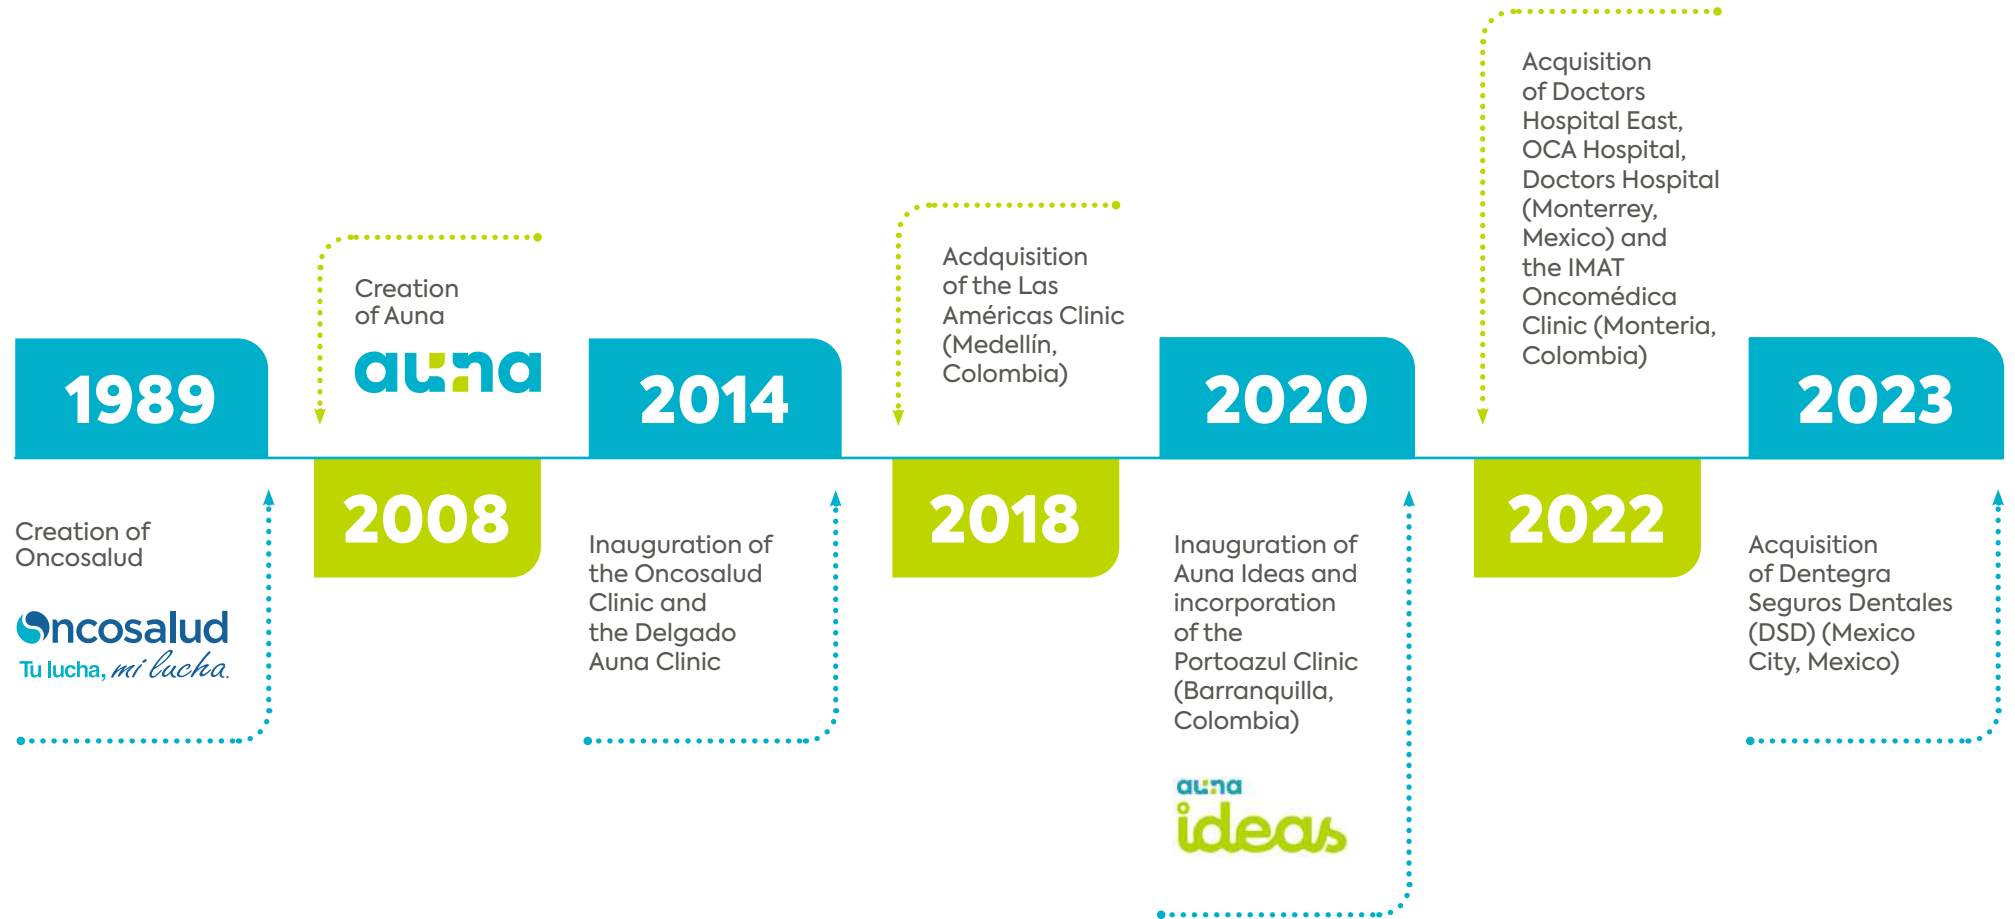 1989
Creation of
Oncosalud
Oncosalud
Tu lucha, mi lucha.
Creation
of Auna
auna
2008
2014
Inauguration of
the Oncosalud
Clinic and
the Delgado
Auna Clinic
Acdquisition
of the Las
Américas Clinic
(Medellín,
Colombia)
2018
2020
Inauguration of
Auna Ideas and
incorporation
of the
Portoazul Clinic
(Barranquilla,
Colombia)
auna
ideas
Acquisition
of Doctors
Hospital East,
OCA Hospital,
Doctors Hospital
(Monterrey,
Mexico) and
the IMAT
Oncomédica
Clinic (Monteria,
Colombia)
2022
2023
Acquisition
of Dentegra
Seguros Dentales
(DSD) (Mexico
City, Mexico)